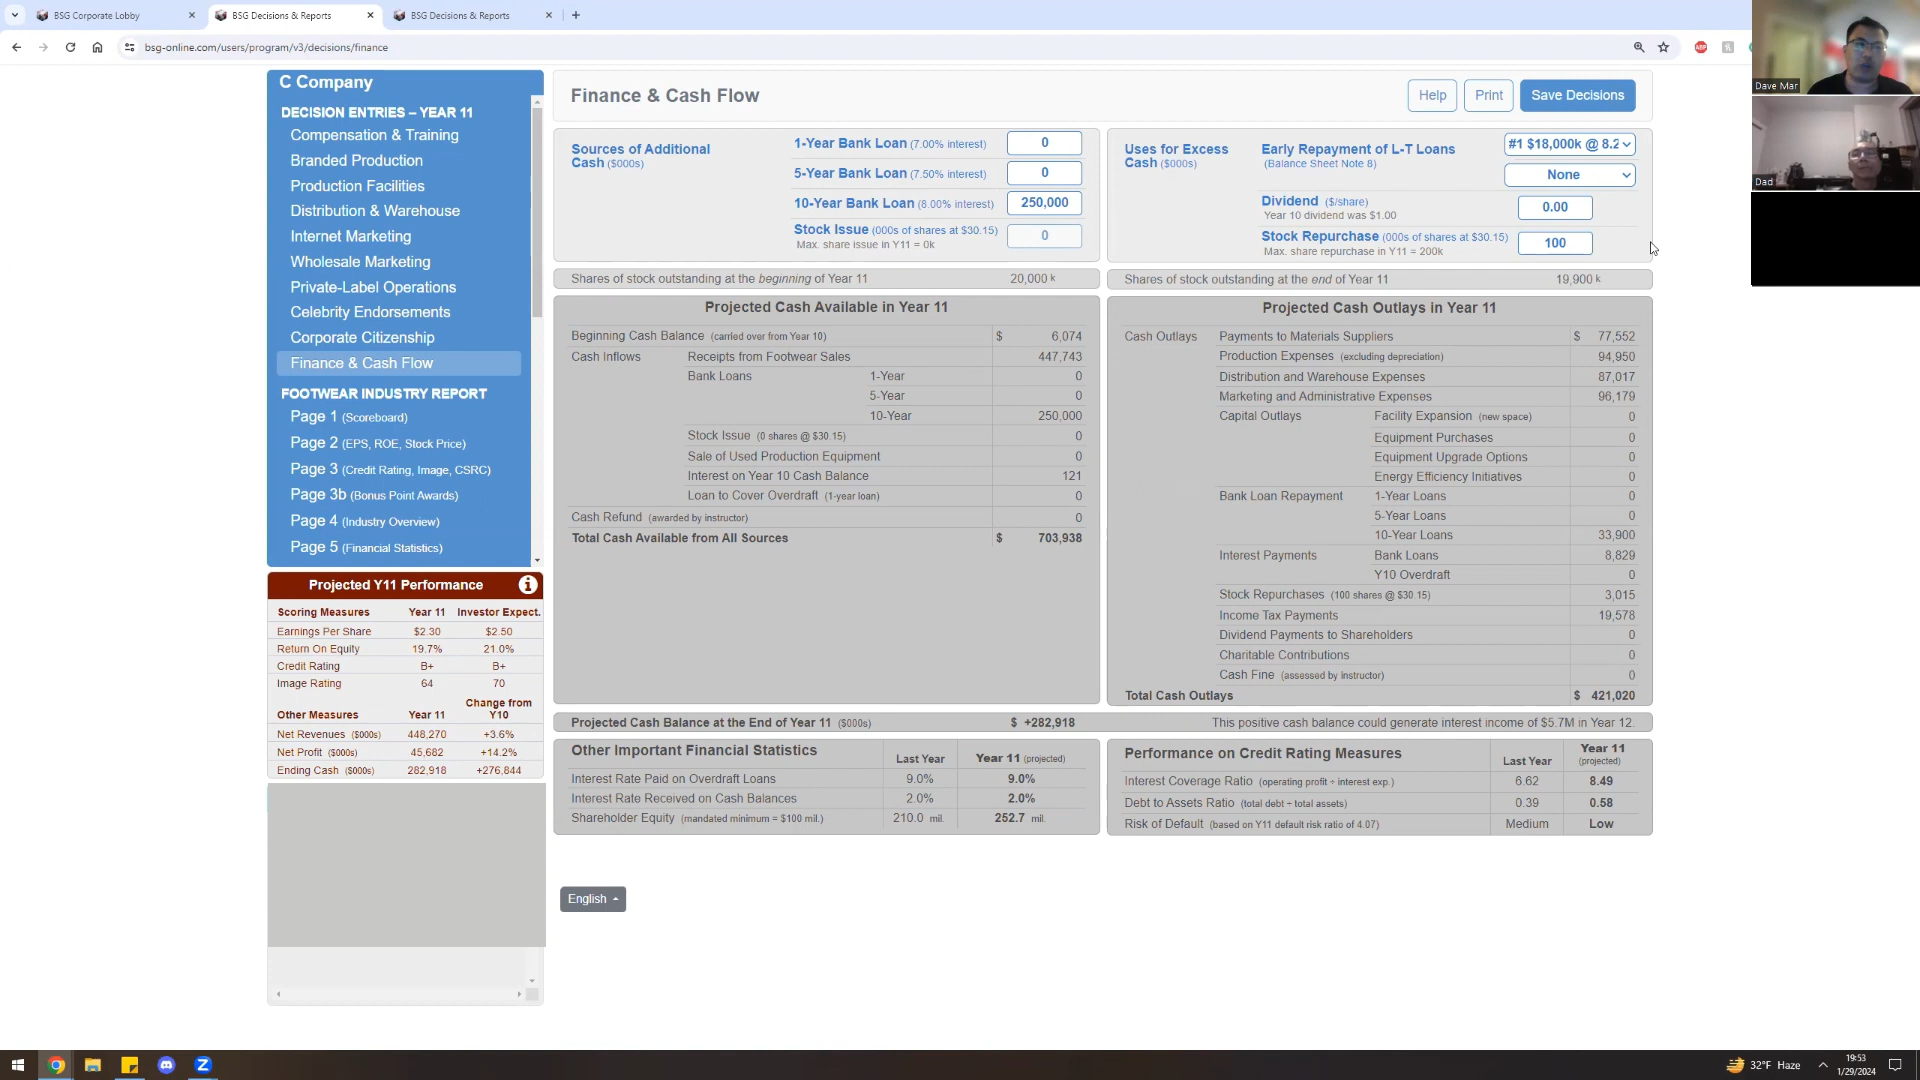 BSG Corporate Lobby
BSG Decisions & Reports
BSG Decisions & Reports
bsg-online.com/users/program/v3/decisions/finance
ABP
Dave Mar
Dad
C Company
DECISION ENTRIES – YEAR 11
Compensation & Training
Branded Production
Production Facilities
Distribution & Warehouse
Internet Marketing
Wholesale Marketing
Private-Label Operations
Celebrity Endorsements
Corporate Citizenship
Finance & Cash Flow
FOOTWEAR INDUSTRY REPORT
Page 1 (Scoreboard)
Page 2 (EPS, ROE, Stock Price)
Page 3 (Credit Rating, Image, CSRC)
Page 3b (Bonus Point Awards)
Page 4 (Industry Overview)
Page 5 (Financial Statistics)
Projected Y11 Performance
Scoring Measures Year 11 Investor Expect.
Earnings Per Share $2.30 $2.50
Return On Equity 19.7% 21.0%
Credit Rating B+ B+
Image Rating 64 70
Other Measures Year 11 Change from Y10
Net Revenues ($000s) 448,270 +3.6%
Net Profit ($000s) 45,682 +14.2%
Ending Cash ($000s) 282,918 +276,844
Finance & Cash Flow
Help Print Save Decisions
Sources of Additional
Cash ($000s)
1-Year Bank Loan (7.00% interest) 0
5-Year Bank Loan (7.50% interest) 0
10-Year Bank Loan (8.00% interest) 250,000
Stock Issue (000s of shares at $30.15) 0
Max. share issue in Y11 = 0k
Shares of stock outstanding at the beginning of Year 11 20,000 k
Uses for Excess
Cash ($000s)
Early Repayment of L-T Loans #1 $18,000k @ 8.2
(Balance Sheet Note 8)
None
Dividend ($/share) 0.00
Year 10 dividend was $1.00
Stock Repurchase (000s of shares at $30.15) 100
Max. share repurchase in Y11 = 200k
Shares of stock outstanding at the end of Year 11 19,900 k
Projected Cash Available in Year 11
Beginning Cash Balance (carried over from Year 10) $ 6,074
Cash Inflows Receipts from Footwear Sales 447,743
Bank Loans 1-Year 0
5-Year 0
10-Year 250,000
Stock Issue (0 shares @ $30.15) 0
Sale of Used Production Equipment 0
Interest on Year 10 Cash Balance 121
Loan to Cover Overdraft (1-year loan) 0
Cash Refund (awarded by instructor) 0
Total Cash Available from All Sources $ 703,938
Projected Cash Outlays in Year 11
Cash Outlays Payments to Materials Suppliers $ 77,552
Production Expenses (excluding depreciation) 94,950
Distribution and Warehouse Expenses 87,017
Marketing and Administrative Expenses 96,179
Capital Outlays Facility Expansion (new space) 0
Equipment Purchases 0
Equipment Upgrade Options 0
Energy Efficiency Initiatives 0
Bank Loan Repayment 1-Year Loans 0
5-Year Loans 0
10-Year Loans 33,900
Interest Payments Bank Loans 8,829
Y10 Overdraft 0
Stock Repurchases (100 shares @ $30.15) 3,015
Income Tax Payments 19,578
Dividend Payments to Shareholders 0
Charitable Contributions 0
Cash Fine (assessed by instructor) 0
Total Cash Outlays $ 421,020
Projected Cash Balance at the End of Year 11 ($000s) $ +282,918 This positive cash balance could generate interest income of $5.7M in Year 12.
Other Important Financial Statistics Last Year Year 11 (projected)
Interest Rate Paid on Overdraft Loans 9.0% 9.0%
Interest Rate Received on Cash Balances 2.0% 2.0%
Shareholder Equity (mandated minimum = $100 mil.) 210.0 mil. 252.7 mil.
Performance on Credit Rating Measures Last Year Year 11 (projected)
Interest Coverage Ratio (operating profit ÷ interest exp.) 6.62 8.49
Debt to Assets Ratio (total debt ÷ total assets) 0.39 0.58
Risk of Default (based on Y11 default risk ratio of 4.07) Medium Low
English
32°F Haze
19:53
1/29/2024